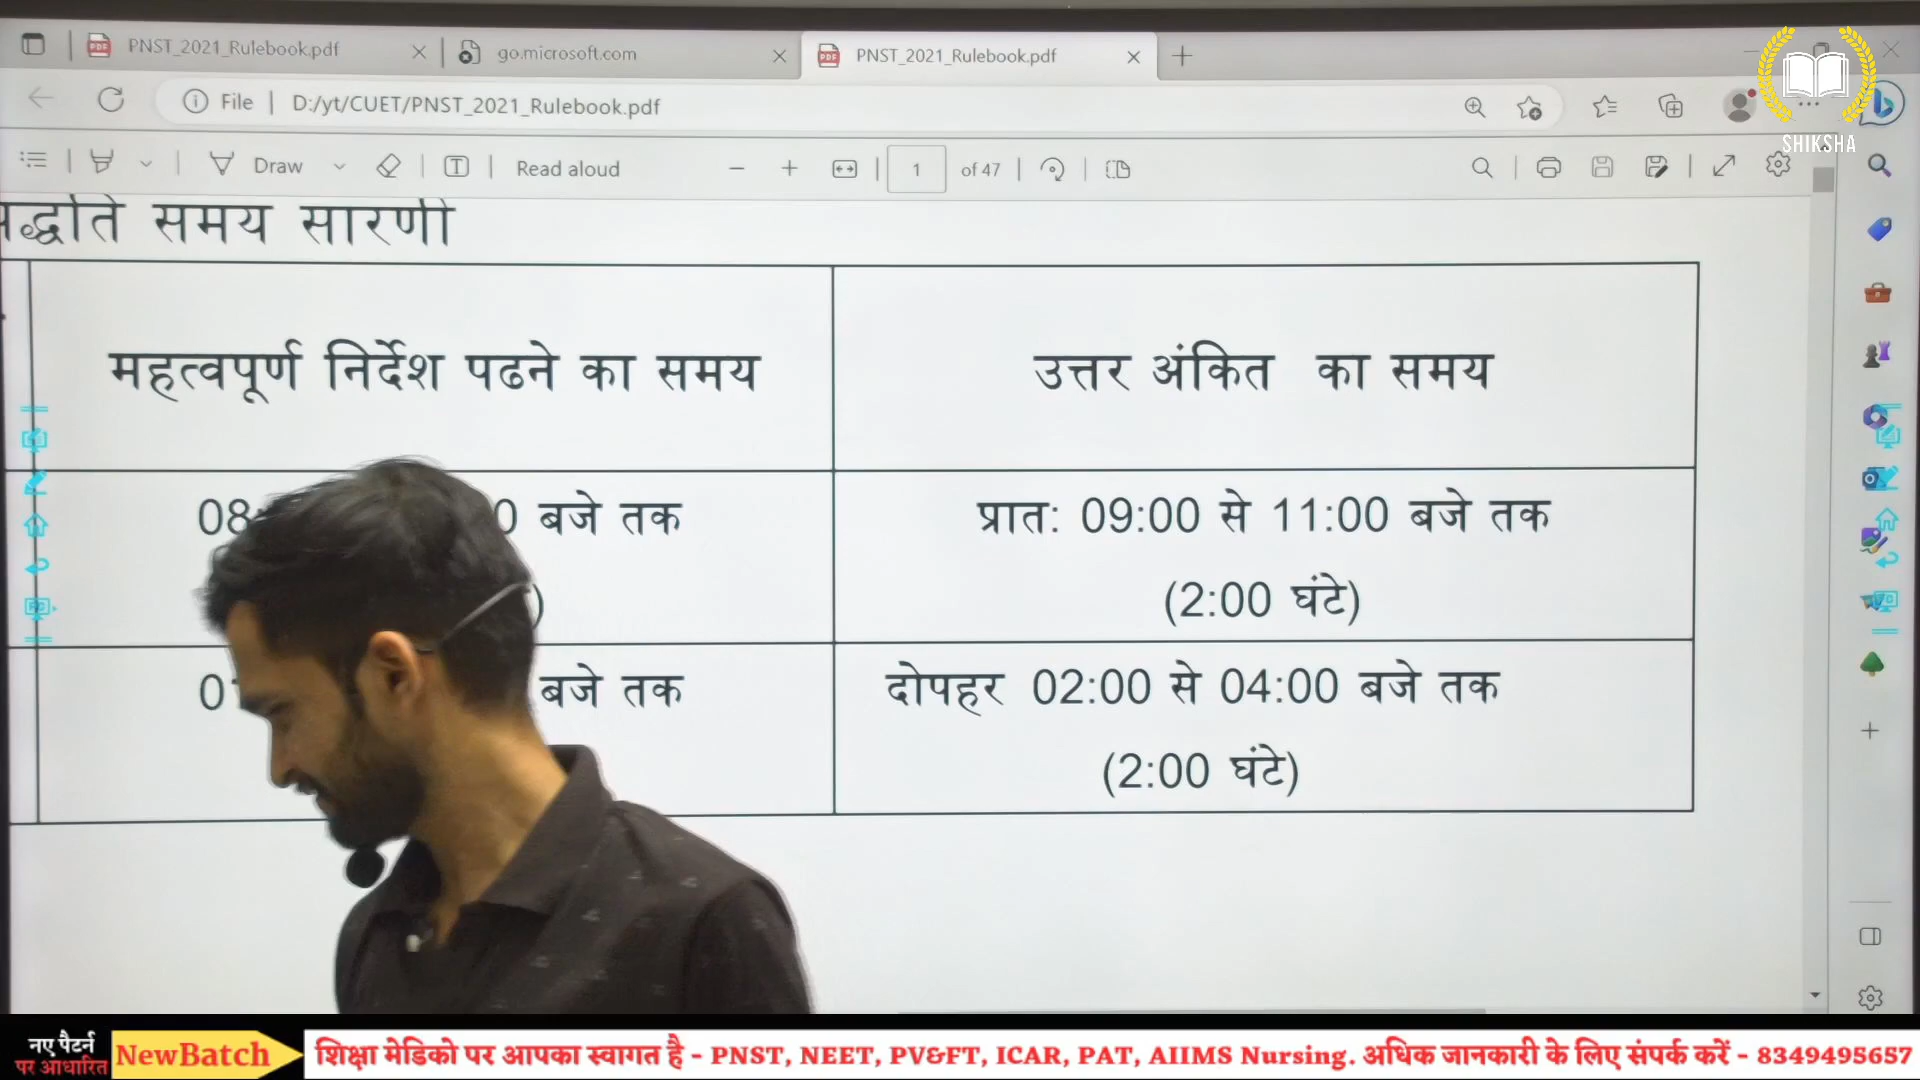 PNST_2021_Rulebook.pdf
go.microsoft.com
PNST_2021_Rulebook.pdf
File | D:/yt/CUET/PNST_2021_Rulebook.pdf
SHIKSHA
Draw
Read aloud
1 of 47
समय सारणी
महत्वपूर्ण निर्देश पढने का समय
उत्तर अंकित का समय
बजे तक
प्रात: 09:00 से 11:00 बजे तक
(2:00 घंटे)
बजे तक
दोपहर 02:00 से 04:00 बजे तक
(2:00 घंटे)
नए पैटर्न
पर आधारित
NewBatch
शिक्षा मेडिको पर आपका स्वागत है - PNST, NEET, PV&FT, ICAR, PAT, AIIMS Nursing. अधिक जानकारी के लिए संपर्क करें - 8349495657